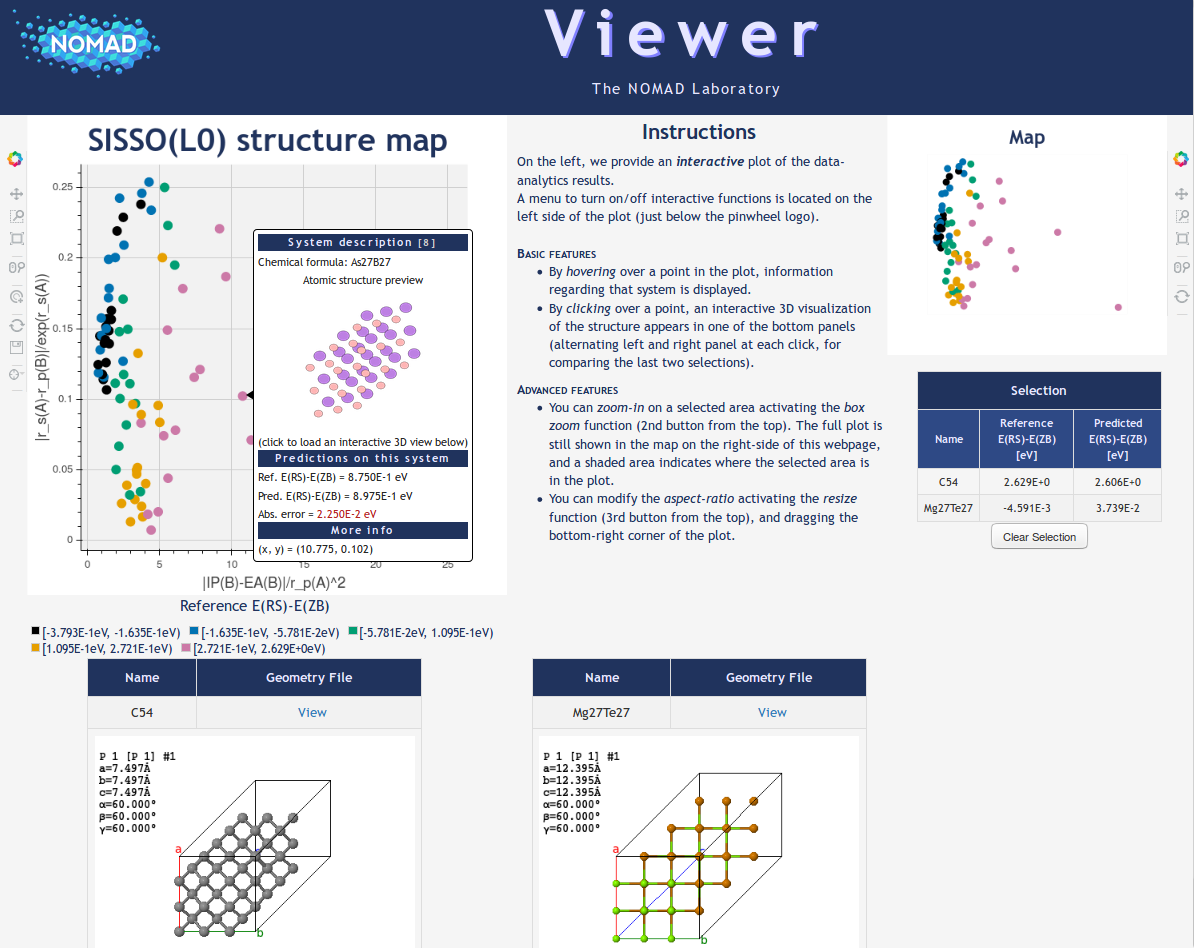 NOMAD
Viewer
The NOMAD Laboratory
SISSO(L0) structure map
0.25
0.2
0.15
0.1
0.05
0
0
5
10
15
20
25
|r_s(A)-r_p(B)|/exp(r_s(A))
|IP(B)-EA(B)|/r_p(A)^2
System description [8]
Chemical formula: As27B27
Atomic structure preview
(click to load an interactive 3D view below)
Predictions on this system
Ref. E(RS)-E(ZB) = 8.750E-1 eV
Pred. E(RS)-E(ZB) = 8.975E-1 eV
Abs. error = 2.250E-2 eV
More info
(x, y) = (10.775, 0.102)
Reference E(RS)-E(ZB)
[-3.793E-1eV, -1.635E-1eV) [-1.635E-1eV, -5.781E-2eV) [-5.781E-2eV, 1.095E-1eV)
[1.095E-1eV, 2.721E-1eV) [2.721E-1eV, 2.629E+0eV)
Instructions
On the left, we provide an interactive plot of the data-
analytics results.
A menu to turn on/off interactive functions is located on the
left side of the plot (just below the pinwheel logo).
Basic features
• By hovering over a point in the plot, information
regarding that system is displayed.
• By clicking over a point, an interactive 3D visualization
of the structure appears in one of the bottom panels
(alternating left and right panel at each click, for
comparing the last two selections).
Advanced features
• You can zoom-in on a selected area activating the box
zoom function (2nd button from the top). The full plot is
still shown in the map on the right-side of this webpage,
and a shaded area indicates where the selected area is
in the plot.
• You can modify the aspect-ratio activating the resize
function (3rd button from the top), and dragging the
bottom-right corner of the plot.
Map
Selection
Name
Reference
E(RS)-E(ZB)
[eV]
Predicted
E(RS)-E(ZB)
[eV]
C54 2.629E+0 2.606E+0
Mg27Te27 -4.591E-3 3.739E-2
Clear Selection
Name Geometry File
C54 View
P 1 [P 1] #1
a=7.497Å
b=7.497Å
c=7.497Å
α=60.000°
β=60.000°
γ=60.000°
a
b
Name Geometry File
Mg27Te27 View
P 1 [P 1] #1
a=12.395Å
b=12.395Å
c=12.395Å
α=60.000°
β=60.000°
γ=60.000°
a
b